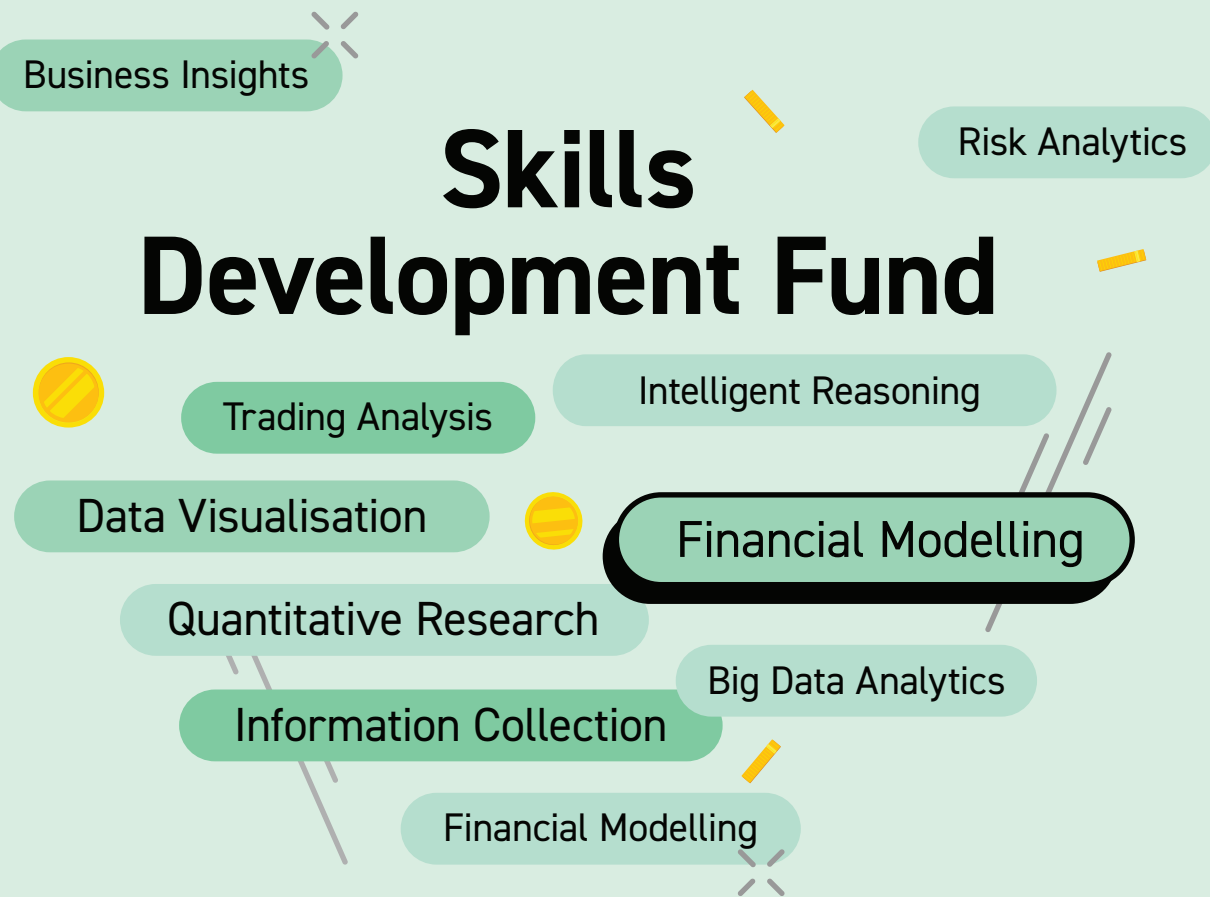 Business Insights
Risk Analytics
Skills
Development Fund
Intelligent Reasoning
Trading Analysis
Data Visualisation
Financial Modelling
Quantitative Research
Big Data Analytics
Information Collection
Financial Modelling